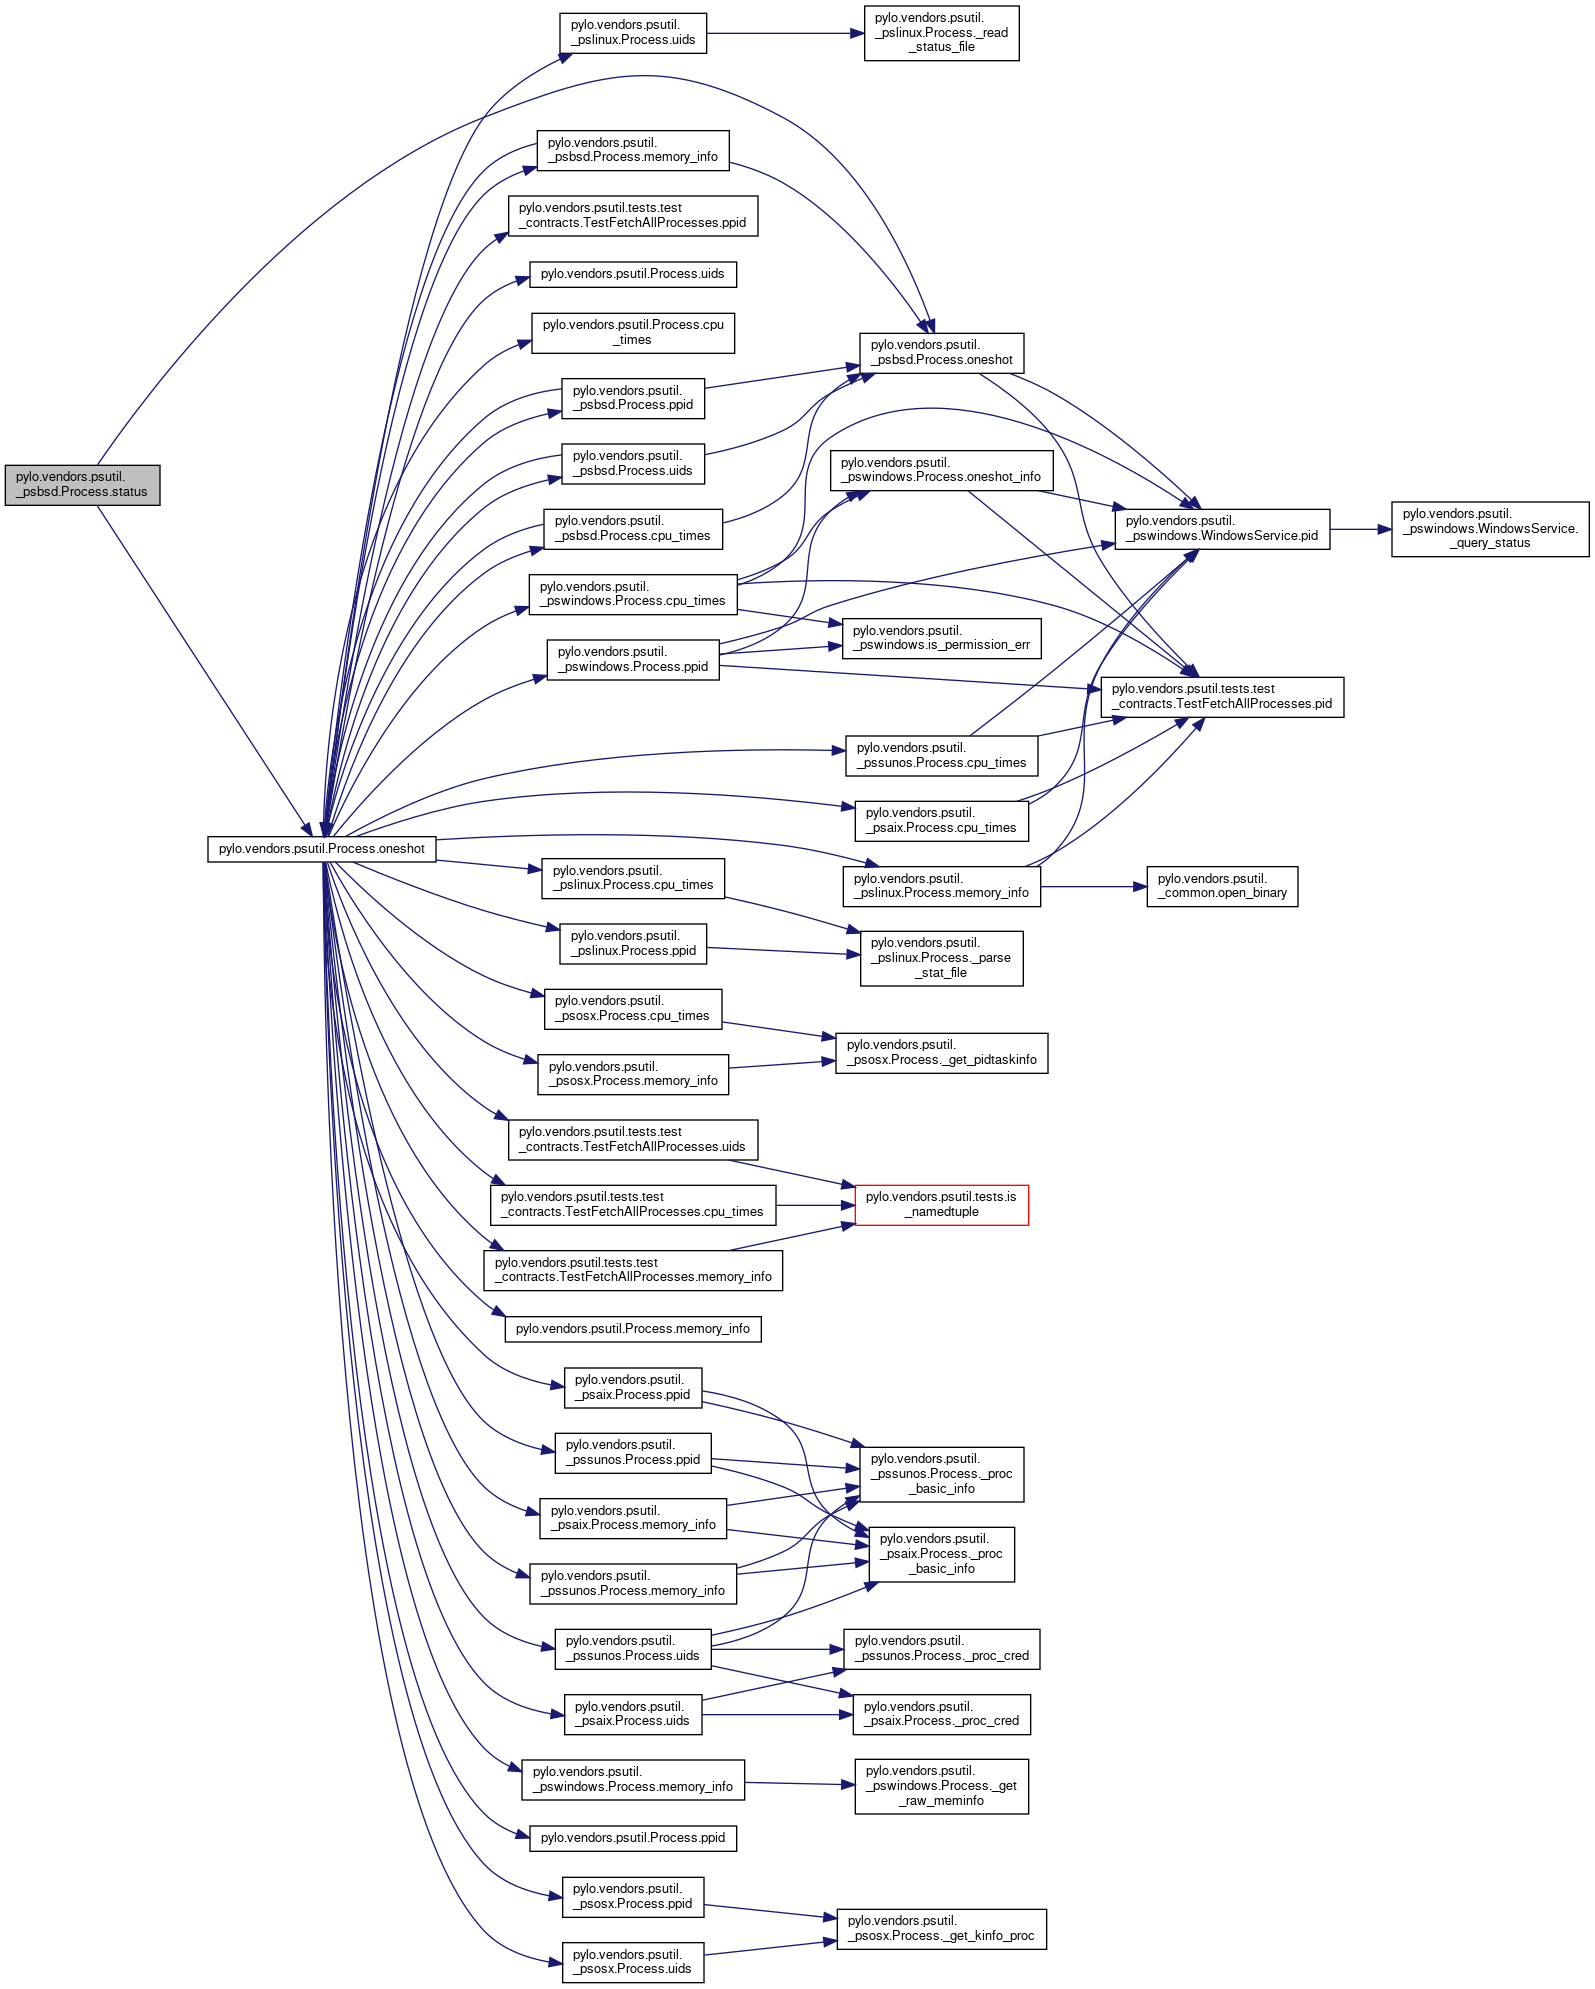 pylo.vendors.psutil.
_pslinux.Process.uids
pylo.vendors.psutil.
_pslinux.Process._read
_status_file
pylo.vendors.psutil.
_psbsd.Process.memory_info
pylo.vendors.psutil.tests.test
_contracts.TestFetchAllProcesses.ppid
pylo.vendors.psutil.Process.uids
pylo.vendors.psutil.Process.cpu
_times
pylo.vendors.psutil.
_psbsd.Process.oneshot
pylo.vendors.psutil.
_psbsd.Process.ppid
pylo.vendors.psutil.
_psbsd.Process.uids
pylo.vendors.psutil.
_pswindows.Process.oneshot_info
pylo.vendors.psutil.
_psbsd.Process.status
pylo.vendors.psutil.
_psbsd.Process.cpu_times
pylo.vendors.psutil.
_pswindows.WindowsService.pid
pylo.vendors.psutil.
_pswindows.WindowsService.
_query_status
pylo.vendors.psutil.
_pswindows.Process.cpu_times
pylo.vendors.psutil.
_pswindows.is_permission_err
pylo.vendors.psutil.
_pswindows.Process.ppid
pylo.vendors.psutil.tests.test
_contracts.TestFetchAllProcesses.pid
pylo.vendors.psutil.
_pssunos.Process.cpu_times
pylo.vendors.psutil.
_psaix.Process.cpu_times
pylo.vendors.psutil.Process.oneshot
pylo.vendors.psutil.
_pslinux.Process.cpu_times
pylo.vendors.psutil.
_pslinux.Process.memory_info
pylo.vendors.psutil.
_common.open_binary
pylo.vendors.psutil.
_pslinux.Process.ppid
pylo.vendors.psutil.
_pslinux.Process._parse
_stat_file
pylo.vendors.psutil.
_psosx.Process.cpu_times
pylo.vendors.psutil.
_psosx.Process._get_pidtaskinfo
pylo.vendors.psutil.
_psosx.Process.memory_info
pylo.vendors.psutil.tests.test
_contracts.TestFetchAllProcesses.uids
pylo.vendors.psutil.tests.test
_contracts.TestFetchAllProcesses.cpu_times
pylo.vendors.psutil.tests.is
_namedtuple
pylo.vendors.psutil.tests.test
_contracts.TestFetchAllProcesses.memory_info
pylo.vendors.psutil.Process.memory_info
pylo.vendors.psutil.
_psaix.Process.ppid
pylo.vendors.psutil.
_pssunos.Process.ppid
pylo.vendors.psutil.
_pssunos.Process._proc
_basic_info
pylo.vendors.psutil.
_psaix.Process.memory_info
pylo.vendors.psutil.
_psaix.Process._proc
_basic_info
pylo.vendors.psutil.
_pssunos.Process.memory_info
pylo.vendors.psutil.
_pssunos.Process.uids
pylo.vendors.psutil.
_pssunos.Process._proc_cred
pylo.vendors.psutil.
_psaix.Process.uids
pylo.vendors.psutil.
_psaix.Process._proc_cred
pylo.vendors.psutil.
_pswindows.Process.memory_info
pylo.vendors.psutil.
_pswindows.Process._get
_raw_meminfo
pylo.vendors.psutil.Process.ppid
pylo.vendors.psutil.
_psosx.Process.ppid
pylo.vendors.psutil.
_psosx.Process._get_kinfo_proc
pylo.vendors.psutil.
_psosx.Process.uids